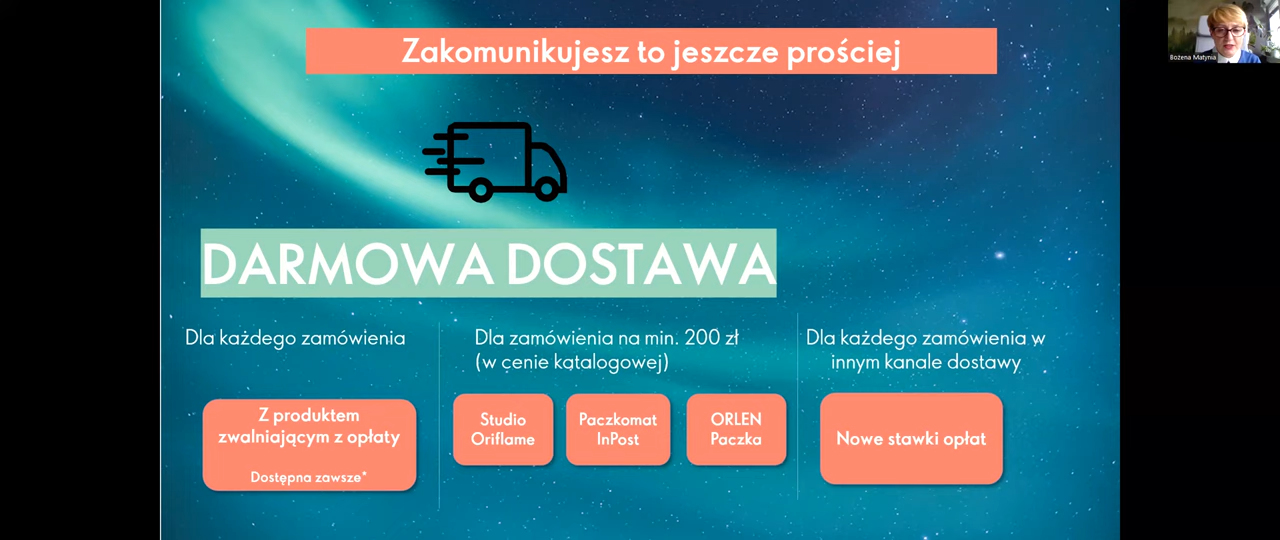 Zakomunikujesz to jeszcze prościej
Bożena Matynia
DARMOWA DOSTAWA
Dla każdego zamówienia
Z produktem
zwalniającym z opłaty
Dostępna zawsze*
Dla zamówienia na min. 200 zł
(w cenie katalogowej)
Studio
Oriflame
Paczkomat
InPost
ORLEN
Paczka
Dla każdego zamówienia w
innym kanale dostawy
Nowe stawki opłat